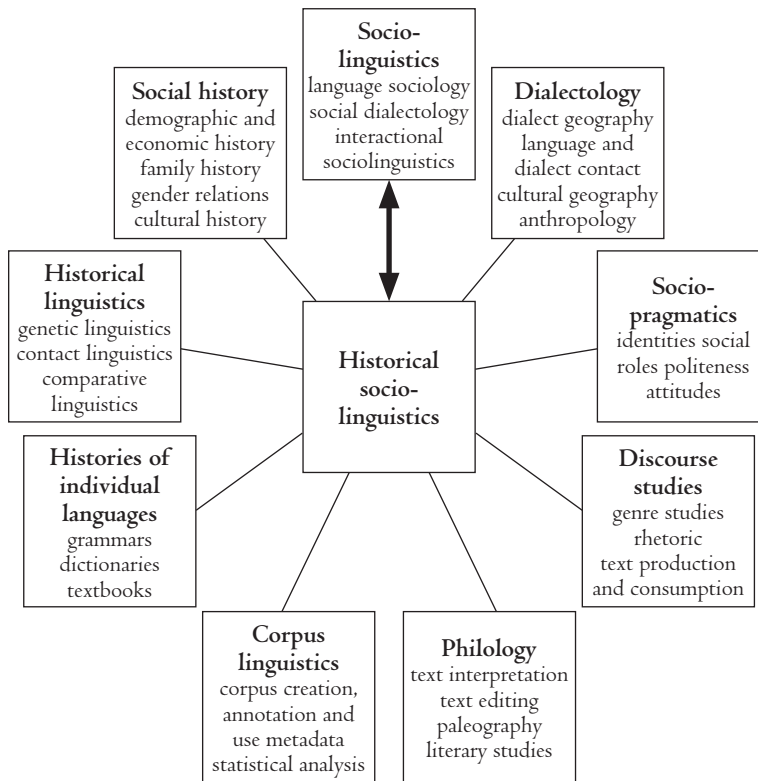 Socio-
linguistics
language sociology
social dialectology
interactional
sociolinguistics
Social history
demographic and
economic history
family history
gender relations
cultural history
Dialectology
dialect geography
language and
dialect contact
cultural geography
anthropology
Historical
linguistics
genetic linguistics
contact linguistics
comparative
linguistics
Historical
socio-
linguistics
Socio-
pragmatics
identities social
roles politeness
attitudes
Histories of
individual
languages
grammars
dictionaries
textbooks
Discourse
studies
genre studies
rhetoric
text production
and consumption
Corpus
linguistics
corpus creation,
annotation and
use metadata
statistical analysis
Philology
text interpretation
text editing
paleography
literary studies